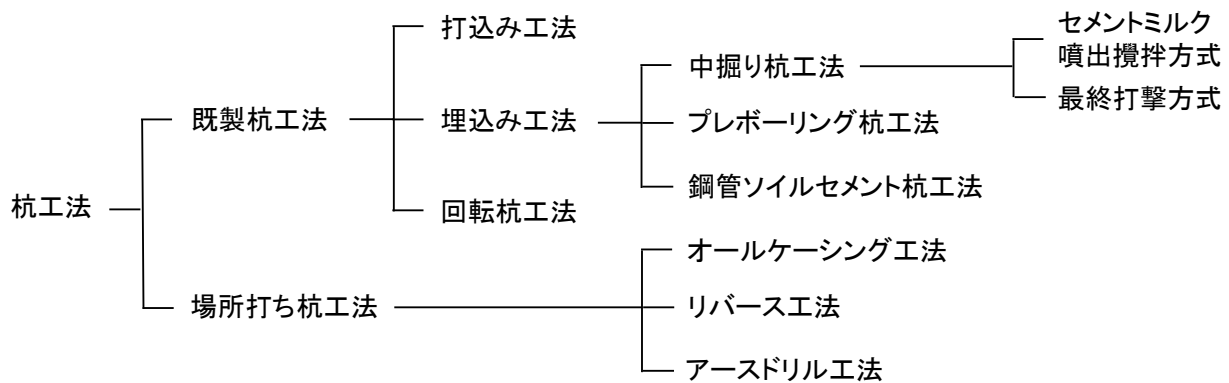 杭工法
既製杭工法
打込み工法
埋込み工法
中掘り杭工法
セメントミルク
噴出攪拌方式
最終打撃方式
プレボーリング杭工法
鋼管ソイルセメント杭工法
回転杭工法
場所打ち杭工法
オールケーシング工法
リバース工法
アースドリル工法